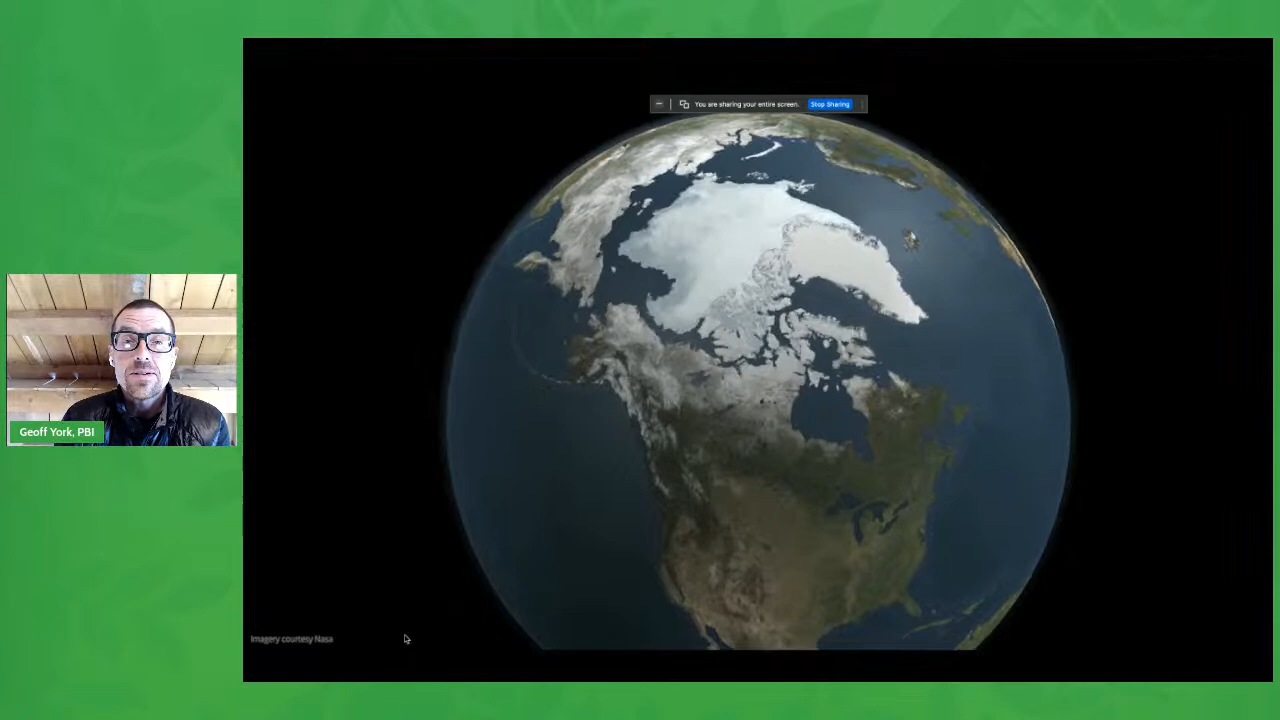 You are sharing your entire screen.
Stop Sharing
Geoff York, PBI
Imagery courtesy Nasa